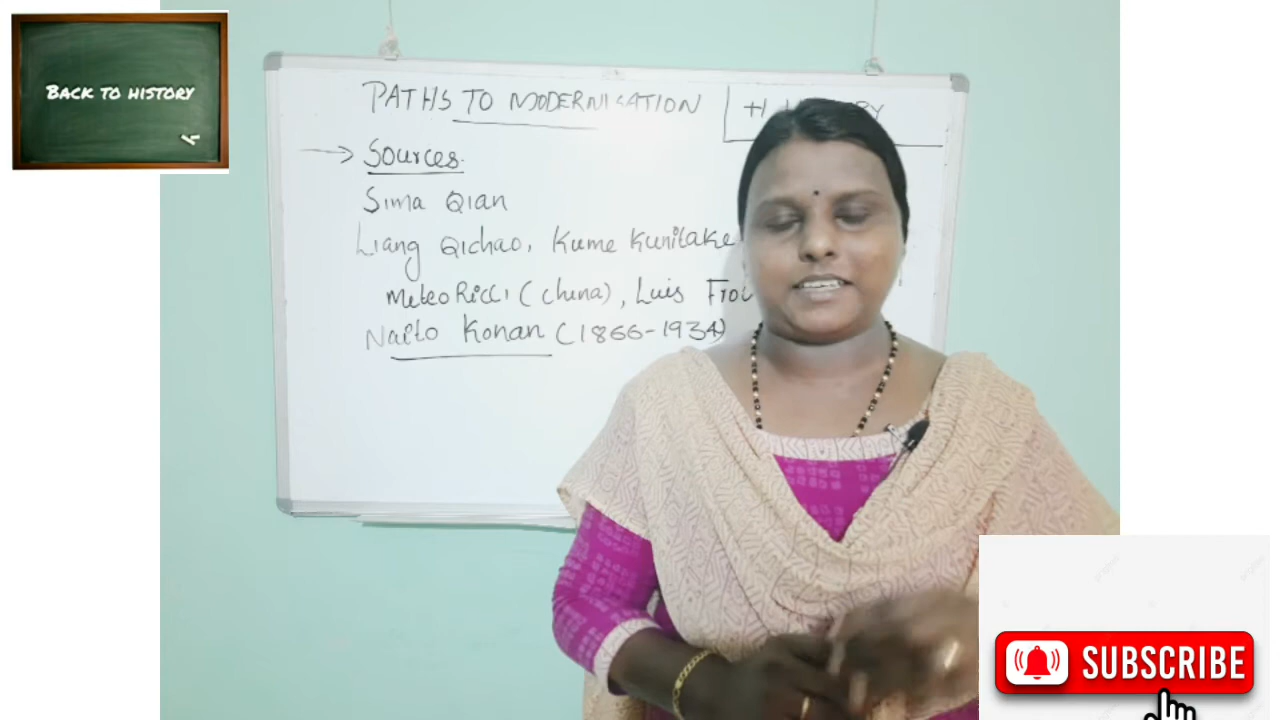 BACK TO HISTORY
PATHS TO MODERNISATION
Sources.
Sima Qian
Liang Qichao, Kume Kunitake
Meteo Ricci (China), Luis
Naito Konan (1866-1934)
SUBSCRIBE